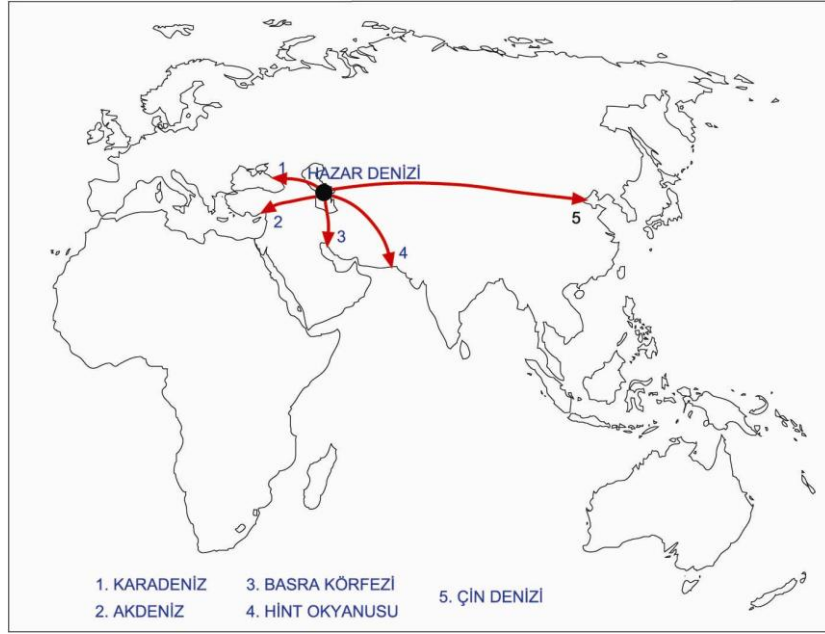 1
HAZAR DENİZİ
2
3
4
5
1. KARADENİZ
2. AKDENİZ
3. BASRA KÖRFEZİ
4. HİNT OKYANUSU
5. ÇİN DENİZİ